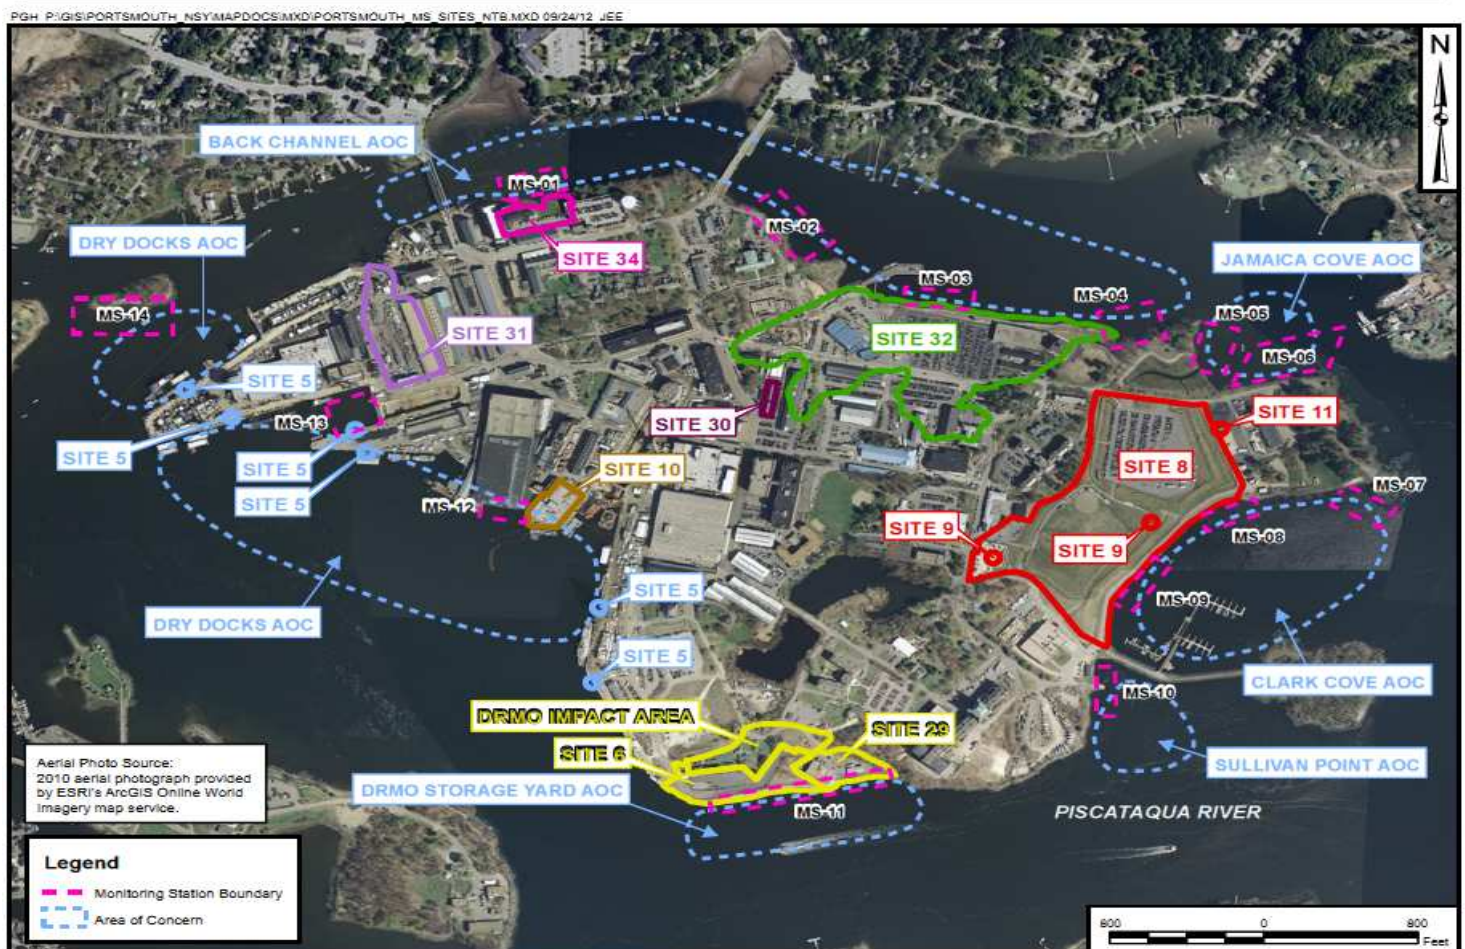 PGH P:\GIS\PORTSMOUTH_NSY\MAPDOCS\MXD\PORTSMOUTH_MS_SITES_NTB.MXD 09/24/12 JEE
N
BACK CHANNEL AOC
MS-01
MS-02
DRY DOCKS AOC
SITE 34
JAMAICA COVE AOC
MS-03
MS-04
MS-14
MS-05
SITE 31
SITE 32
MS-06
SITE 5
MS-13
SITE 30
SITE 11
SITE 5
SITE 5
SITE 10
SITE 8
SITE 5
MS-12
MS-07
SITE 9
MS-08
SITE 9
SITE 5
MS-09
DRY DOCKS AOC
SITE 5
CLARK COVE AOC
MS-10
DRMO IMPACT AREA
SITE 29
SITE 6
SULLIVAN POINT AOC
DRMO STORAGE YARD AOC
MS-11
PISCATAQUA RIVER
Aerial Photo Source:
2010 aerial photograph provided
by ESRI's ArcGIS Online World
Imagery map service.
Legend
Monitoring Station Boundary
Area of Concern
800 0 800
Feet